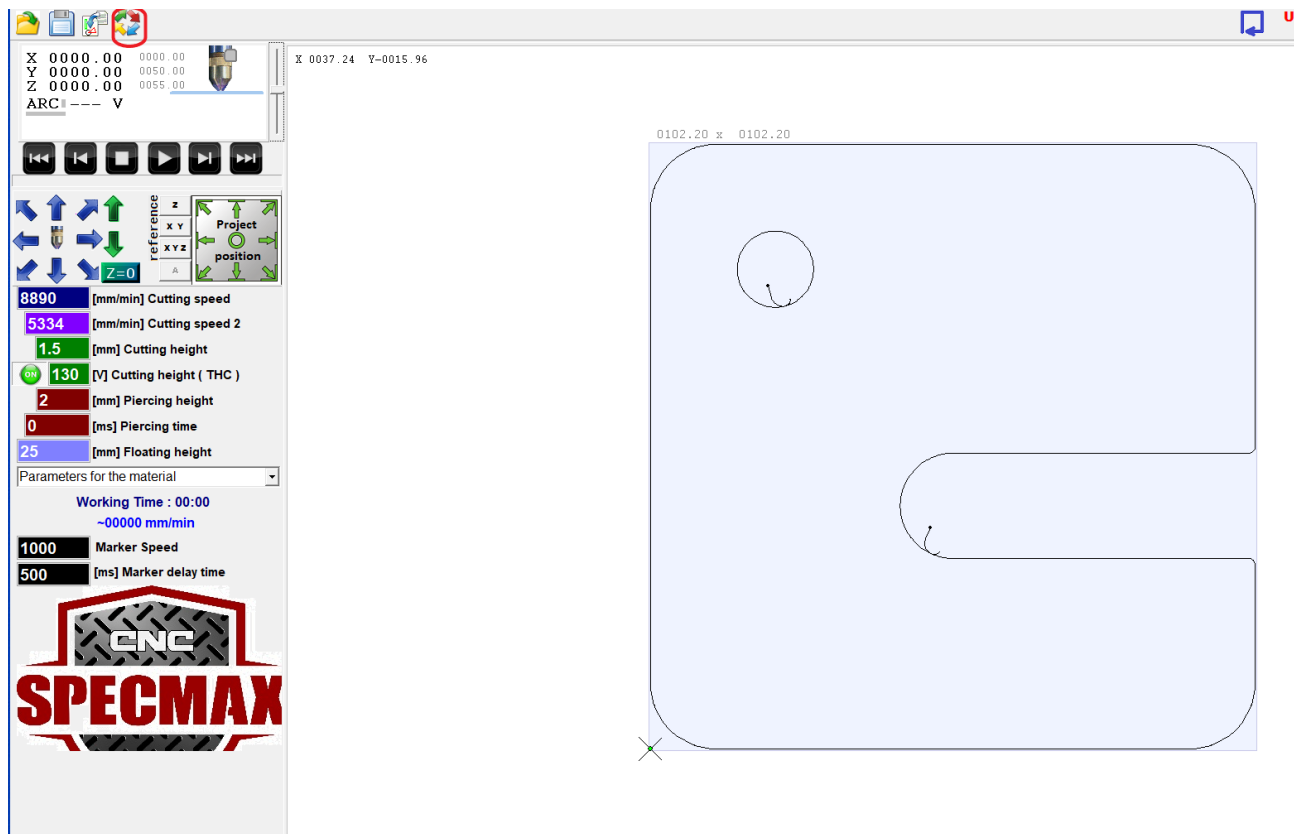 U
X 0000.00 0000.00
Y 0000.00 0050.00
Z 0000.00 0055.00
ARC --- V
X 0037.24 Y-0015.96
0102.20 x 0102.20
reference
Z
X Y
X Y Z
A
Project
position
Z=0
8890 [mm/min] Cutting speed
5334 [mm/min] Cutting speed 2
1.5 [mm] Cutting height
ON 130 [V] Cutting height ( THC )
2 [mm] Piercing height
0 [ms] Piercing time
25 [mm] Floating height
Parameters for the material
Working Time : 00:00
~00000 mm/min
1000 Marker Speed
500 [ms] Marker delay time
CNC
SPECMAX